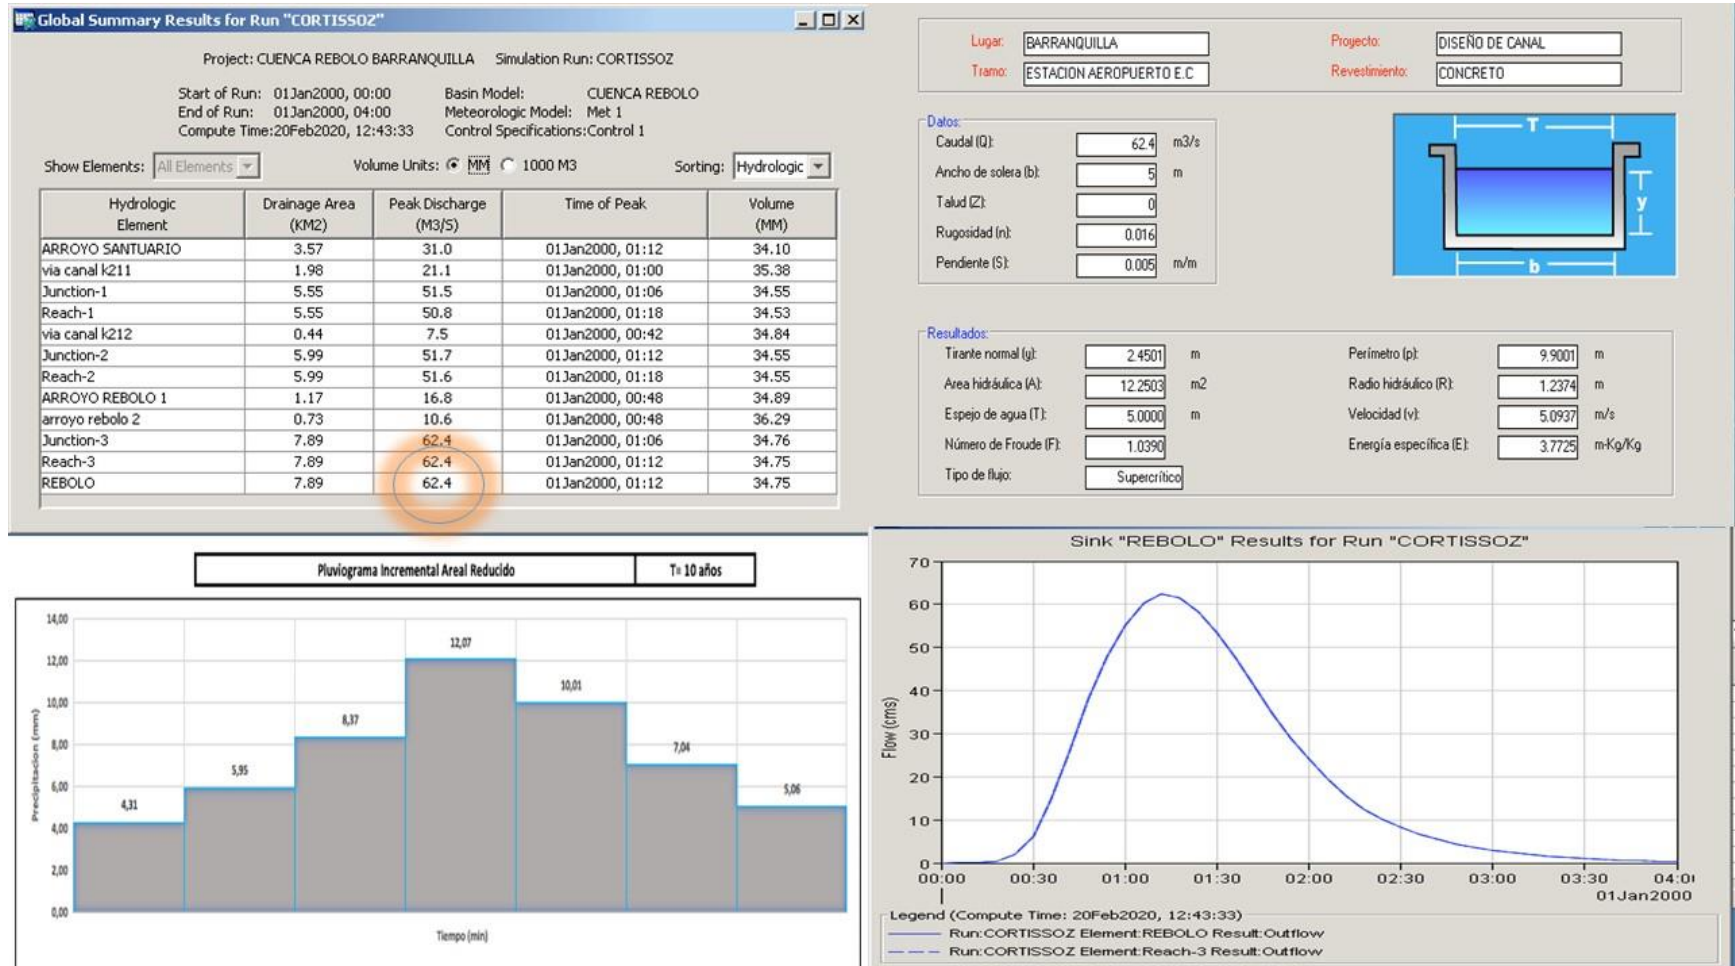 Global Summary Results for Run "CORTISSOZ"
Project: CUENCA REBOLO BARRANQUILLA Simulation Run: CORTISSOZ
Start of Run: 01Jan2000, 00:00 Basin Model: CUENCA REBOLO
End of Run: 01Jan2000, 04:00 Meteorologic Model: Met 1
Compute Time:20Feb2020, 12:43:33 Control Specifications:Control 1
Show Elements: All Elements Volume Units: MM 1000 M3 Sorting: Hydrologic
Hydrologic Drainage Area Peak Discharge Time of Peak Volume
Element (KM2) (M3/S) (MM)
ARROYO SANTUARIO 3.57 31.0 01Jan2000, 01:12 34.10
via canal k211 1.98 21.1 01Jan2000, 01:00 35.38
Junction-1 5.55 51.5 01Jan2000, 01:06 34.55
Reach-1 5.55 50.8 01Jan2000, 01:18 34.53
via canal k212 0.44 7.5 01Jan2000, 00:42 34.84
Junction-2 5.99 51.7 01Jan2000, 01:12 34.55
Reach-2 5.99 51.6 01Jan2000, 01:18 34.55
ARROYO REBOLO 1 1.17 16.8 01Jan2000, 00:48 34.89
arroyo rebolo 2 0.73 10.6 01Jan2000, 00:48 36.29
Junction-3 7.89 62.4 01Jan2000, 01:06 34.76
Reach-3 7.89 62.4 01Jan2000, 01:12 34.75
REBOLO 7.89 62.4 01Jan2000, 01:12 34.75
Lugar: BARRANQUILLA Proyecto: DISEÑO DE CANAL
Tramo: ESTACION AEROPUERTO E.C Revestimiento: CONCRETO
Datos:
Caudal (Q): 62.4 m3/s
Ancho de solera (b): 5 m
Talud (Z): 0
Rugosidad (n): 0.016
Pendiente (S): 0.005 m/m
T
y
b
Resultados:
Tirante normal (y): 2.4501 m Perímetro (p): 9.9001 m
Area hidráulica (A): 12.2503 m2 Radio hidráulico (R): 1.2374 m
Espejo de agua (T): 5.0000 m Velocidad (v): 5.0937 m/s
Número de Froude (F): 1.0390 Energía específica (E): 3.7725 m-Kg/Kg
Tipo de flujo: Supercrítico
Pluviograma Incremental Areal Reducido T= 10 años
Precipitacion (mm)
14,00
12,00
10,00
8,00
6,00
4,00
2,00
0,00
4,31
5,95
8,37
12,07
10,01
7,04
5,06
Tiempo (min)
Sink "REBOLO" Results for Run "CORTISSOZ"
Flow (cms)
70
60
50
40
30
20
10
0
00:00 00:30 01:00 01:30 02:00 02:30 03:00 03:30 04:0
01Jan2000
Legend (Compute Time: 20Feb2020, 12:43:33)
Run:CORTISSOZ Element:REBOLO Result:Outflow
Run:CORTISSOZ Element:Reach-3 Result:Outflow